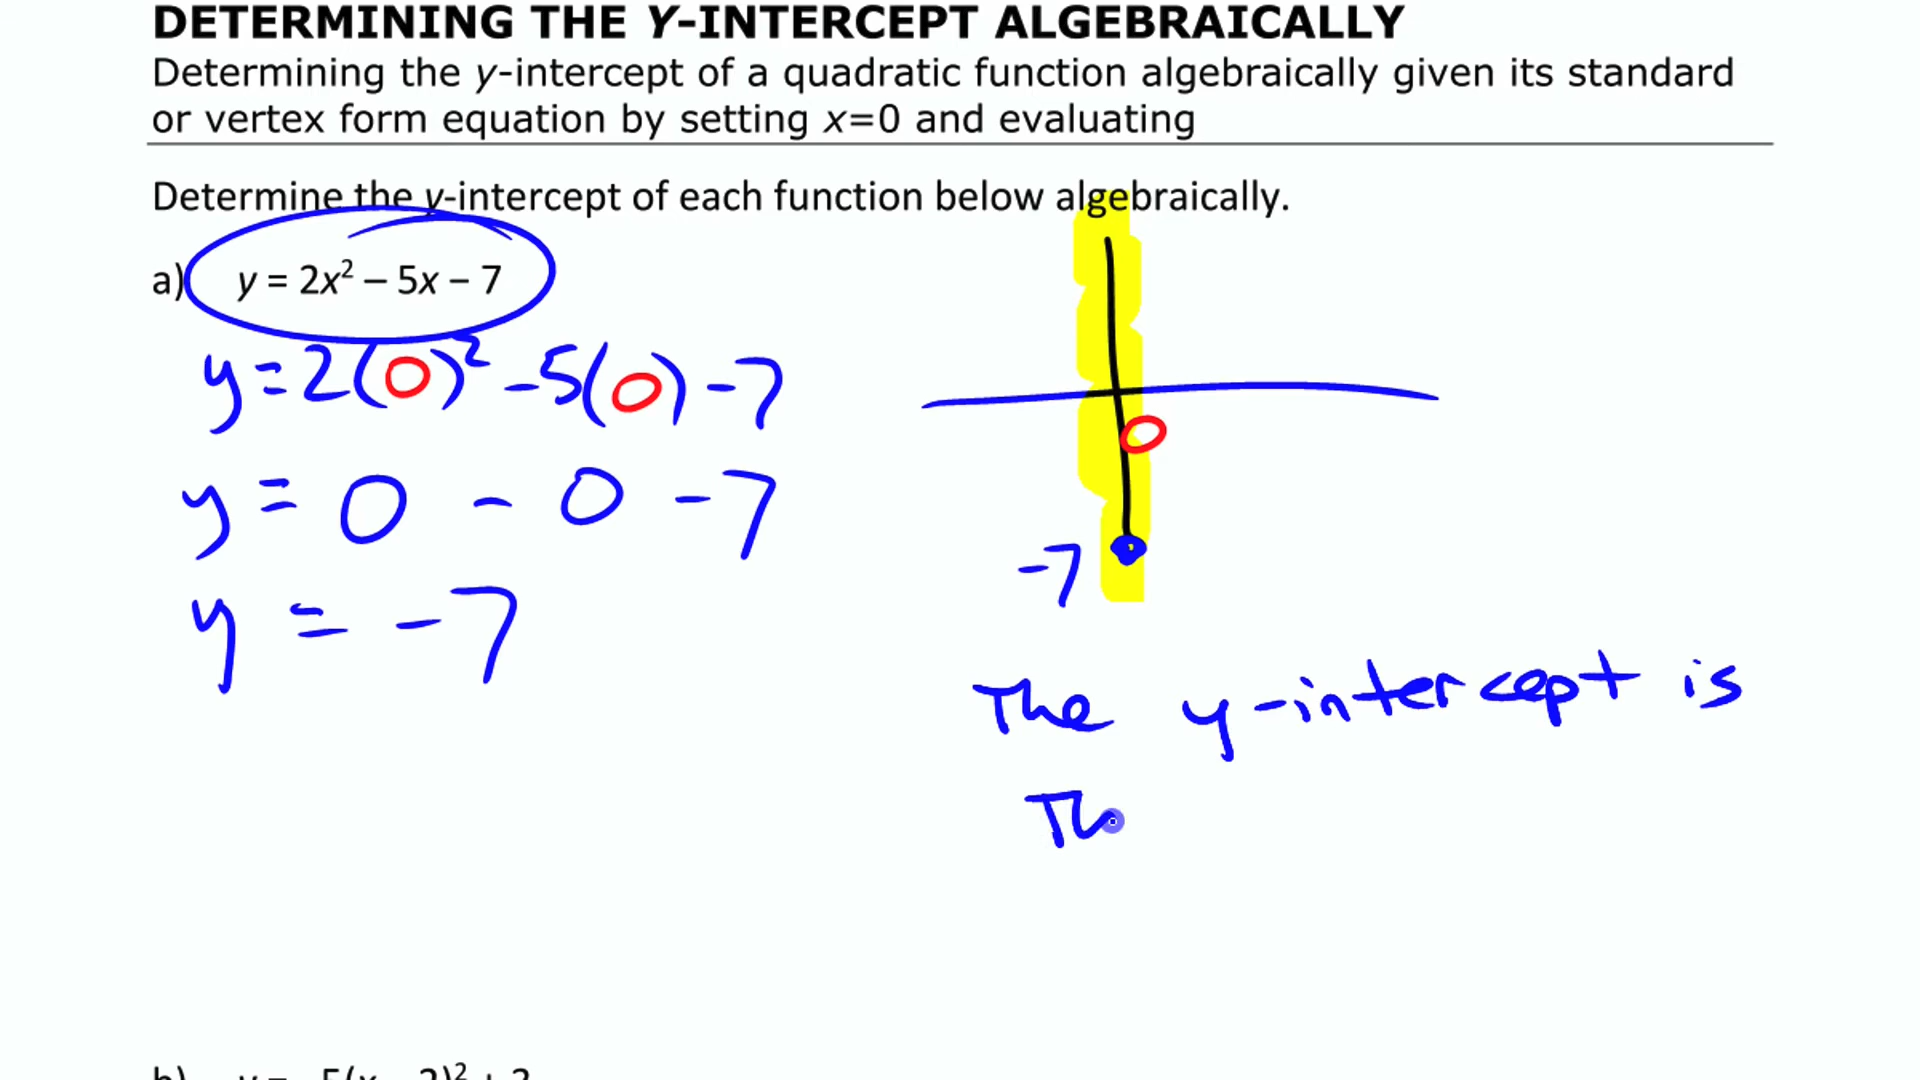 DETERMINING THE Y-INTERCEPT ALGEBRAICALLY
Determining the y-intercept of a quadratic function algebraically given its standard
or vertex form equation by setting x=0 and evaluating
Determine the y-intercept of each function below algebraically.
a) y = 2x² – 5x – 7
y = 2(0)² - 5(0) - 7
y = 0 - 0 - 7
y = -7
0
-7
The y-intercept is
Th